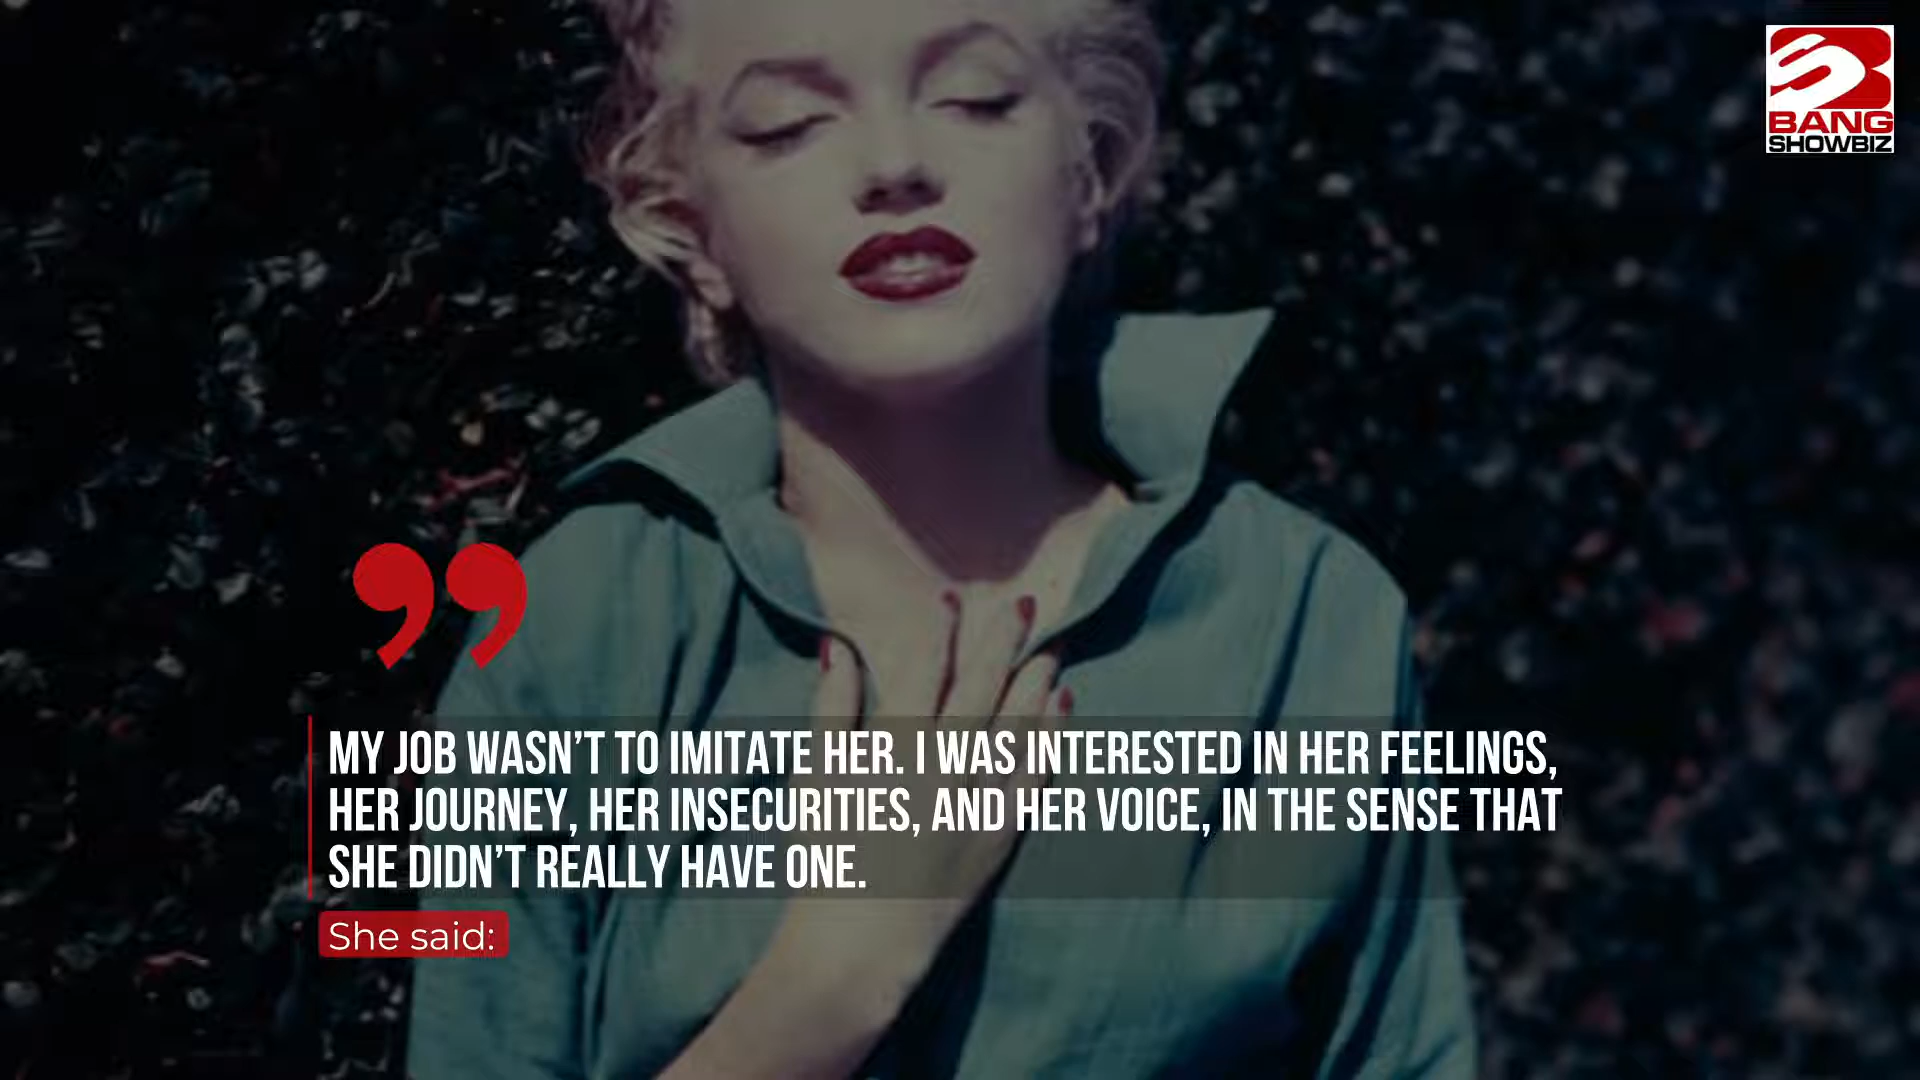 BANG
SHOWBIZ
MY JOB WASN'T TO IMITATE HER. I WAS INTERESTED IN HER FEELINGS,
HER JOURNEY, HER INSECURITIES, AND HER VOICE, IN THE SENSE THAT
SHE DIDN'T REALLY HAVE ONE.
She said: